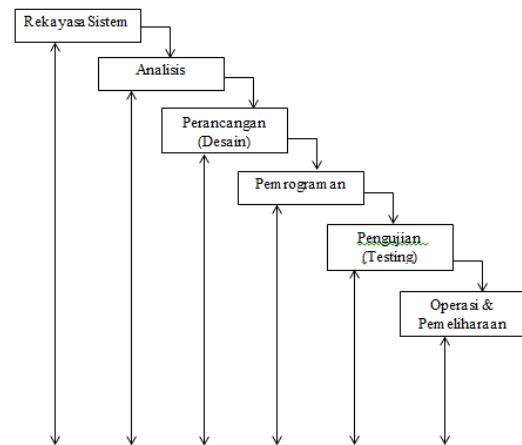 Rekayasa Sistem
Analisis
Perancangan
(Desain)
Pemrograman
Pengujian
(Testing)
Operasi &
Pemeliharaan